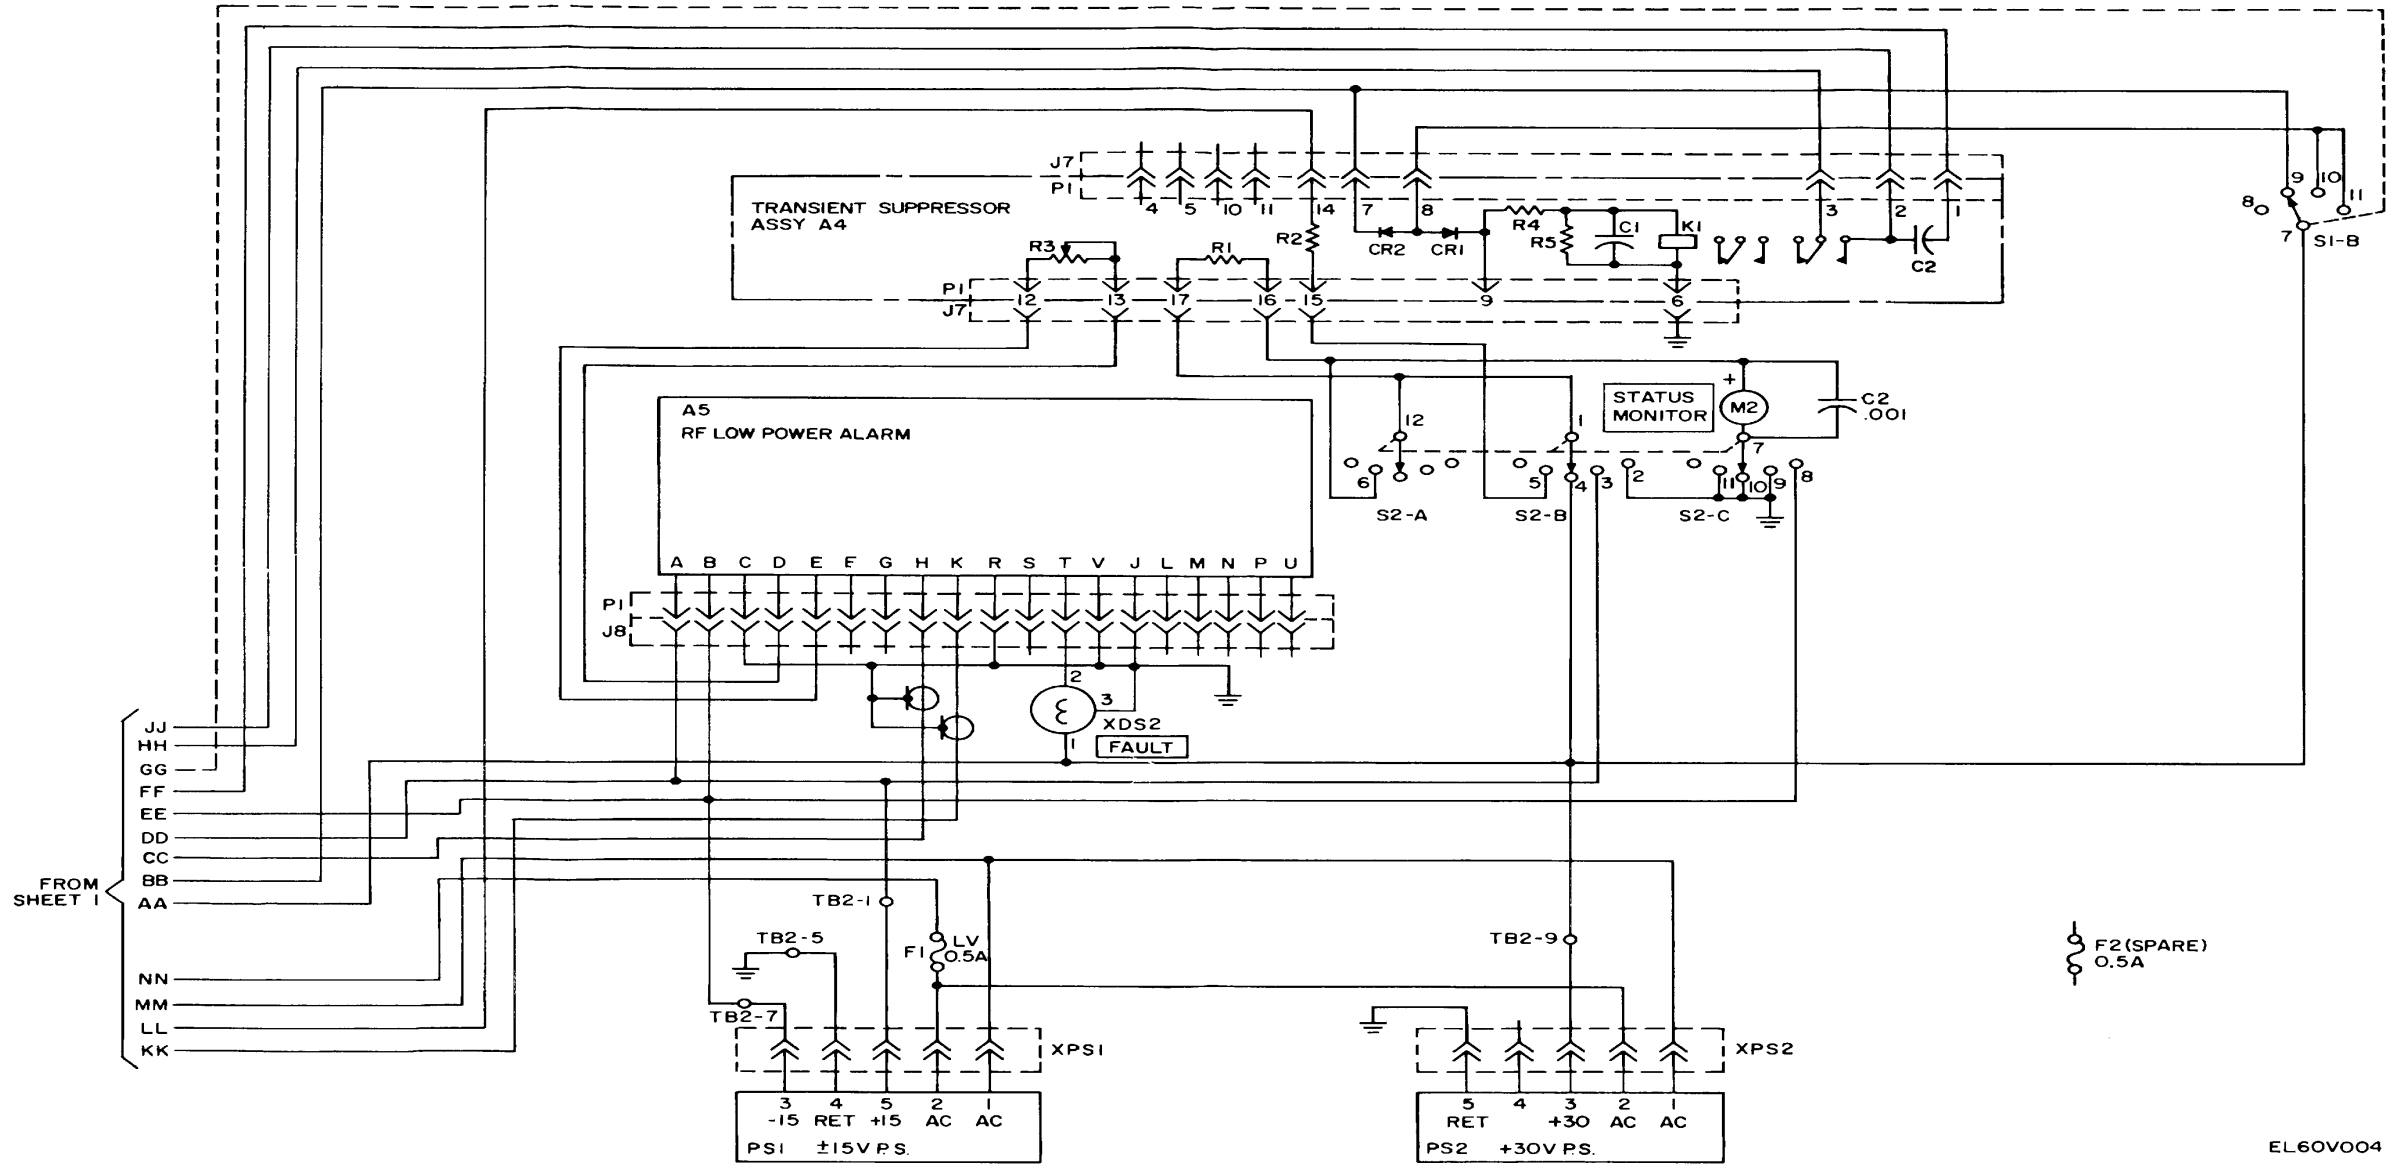 J7
P1
4 5 10 11 14 7 8 3 2 1
TRANSIENT SUPPRESSOR
ASSY A4
R3
R1
R2
CR2
CR1
R4
R5
C1
K1
C2
8
9
10
11
7
S1-B
P1
J7
12 13 17 16 15 9 6
A5
RF LOW POWER ALARM
STATUS
MONITOR
+
M2
C2
.001
12
6
S2-A
1
5
4
3
2
S2-B
7
11
10
9
8
S2-C
A B C D E F G H K R S T V J L M N P U
P1
J8
2
3
XDS2
1
FAULT
FROM
SHEET 1
JJ
HH
GG
FF
EE
DD
CC
BB
AA
NN
MM
LL
KK
TB2-1
TB2-5
F1
LV
0.5A
TB2-7
TB2-9
F2(SPARE)
0.5A
XPS1
3 4 5 2 1
-15 RET +15 AC AC
PS1 ±15V P.S.
XPS2
5 4 3 2 1
RET +30 AC AC
PS2 +30V P.S.
EL60V004